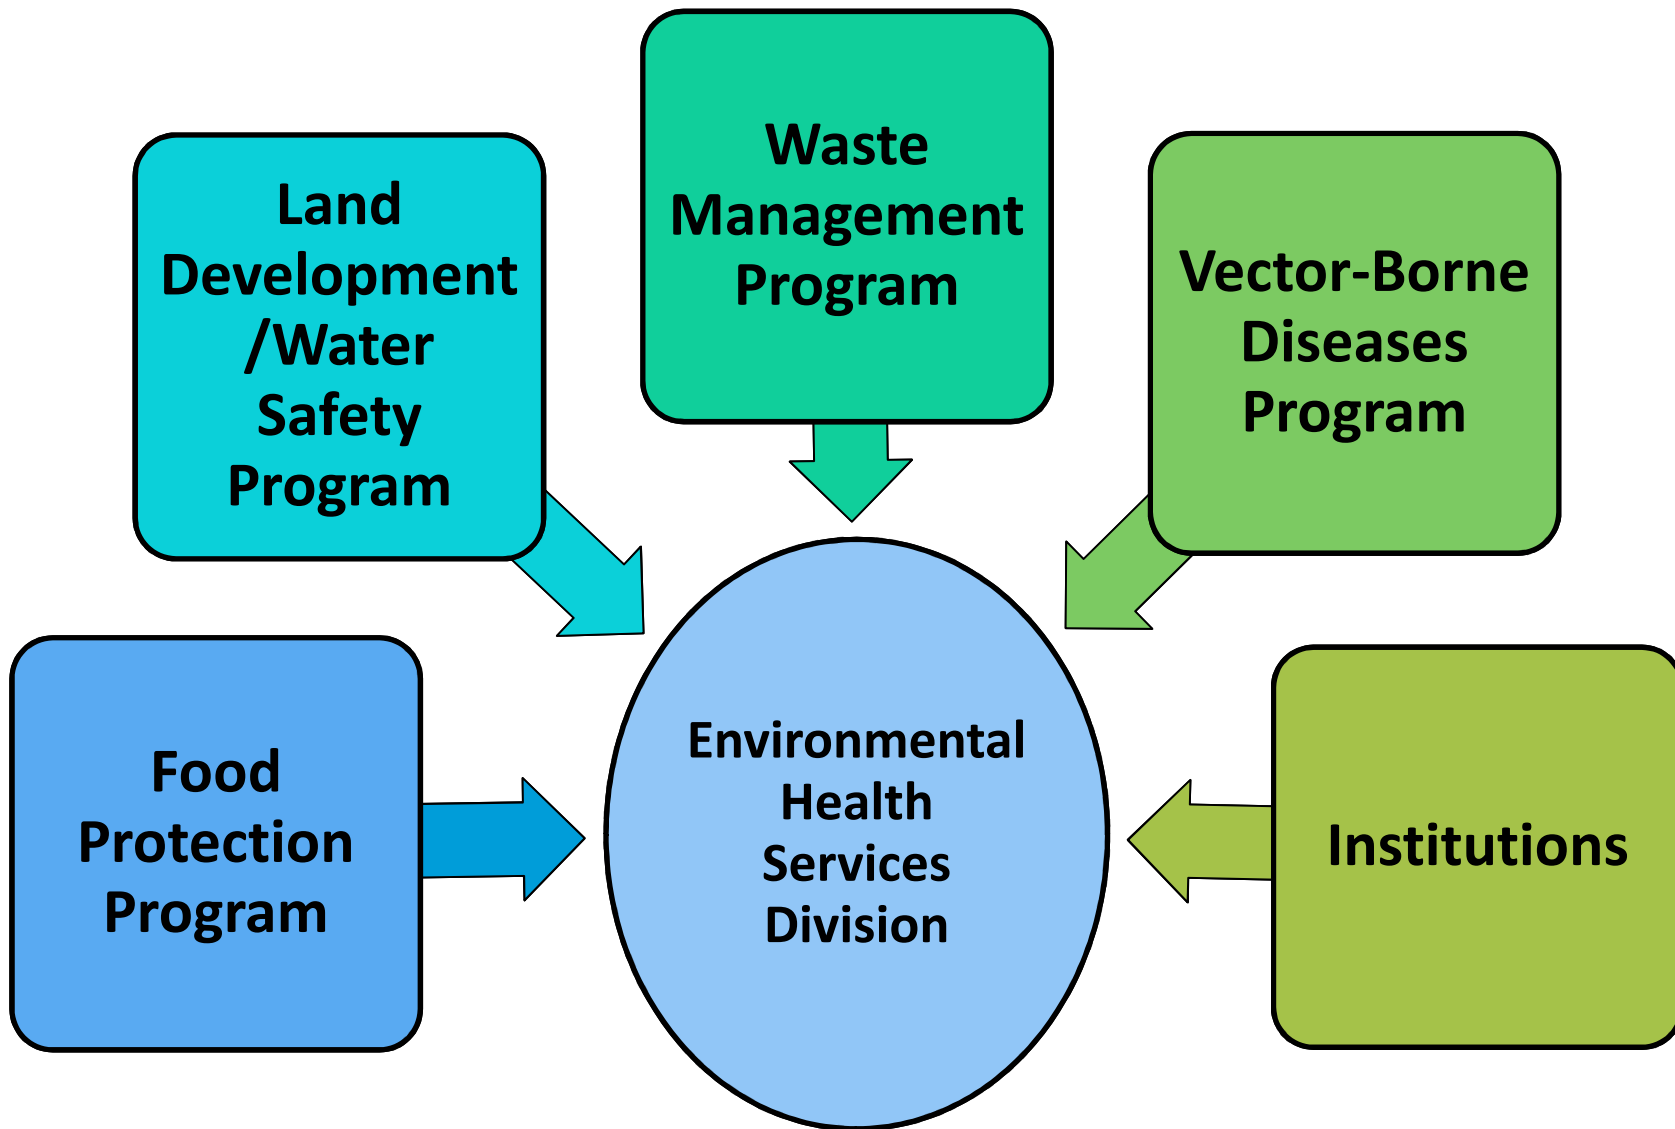 Waste
Management
Program
Land
Development
/Water
Safety
Program
Vector-Borne
Diseases
Program
Food
Protection
Program
Environmental
Health
Services
Division
Institutions